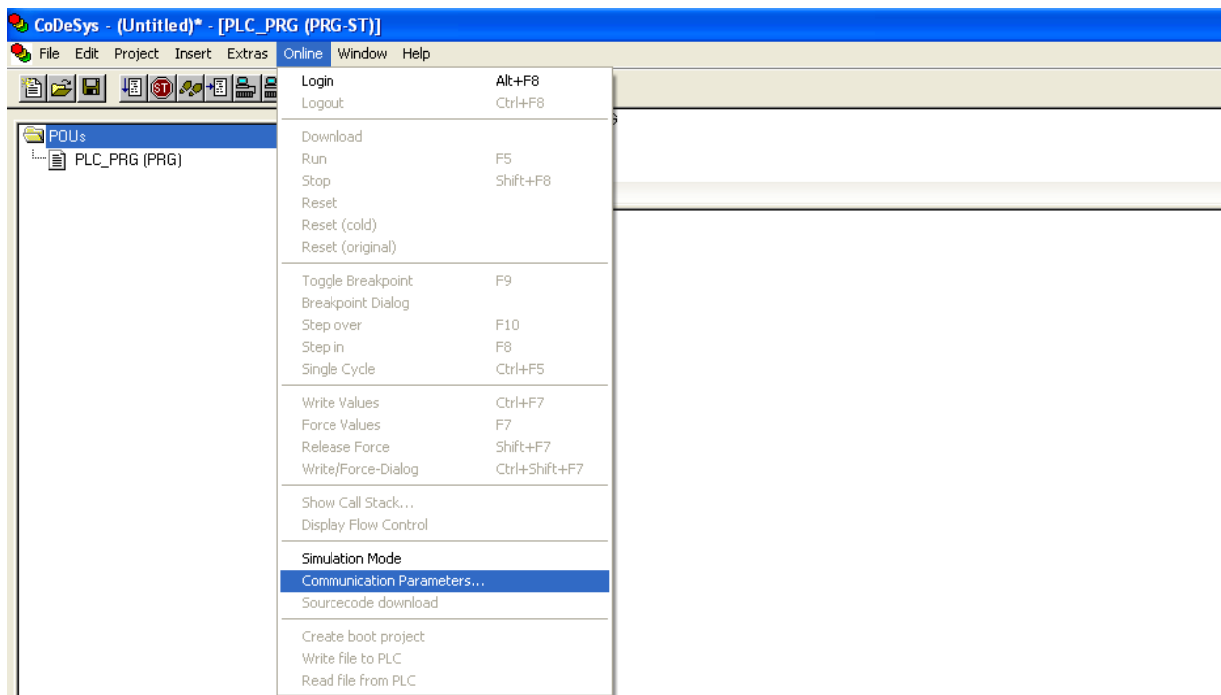 CoDeSys - (Untitled)* - [PLC_PRG (PRG-ST)]
File Edit Project Insert Extras Online Window Help
POUs
PLC_PRG (PRG)
Login Alt+F8
Logout Ctrl+F8
Download
Run F5
Stop Shift+F8
Reset
Reset (cold)
Reset (original)
Toggle Breakpoint F9
Breakpoint Dialog
Step over F10
Step in F8
Single Cycle Ctrl+F5
Write Values Ctrl+F7
Force Values F7
Release Force Shift+F7
Write/Force-Dialog Ctrl+Shift+F7
Show Call Stack...
Display Flow Control
Simulation Mode
Communication Parameters...
Sourcecode download
Create boot project
Write file to PLC
Read file from PLC